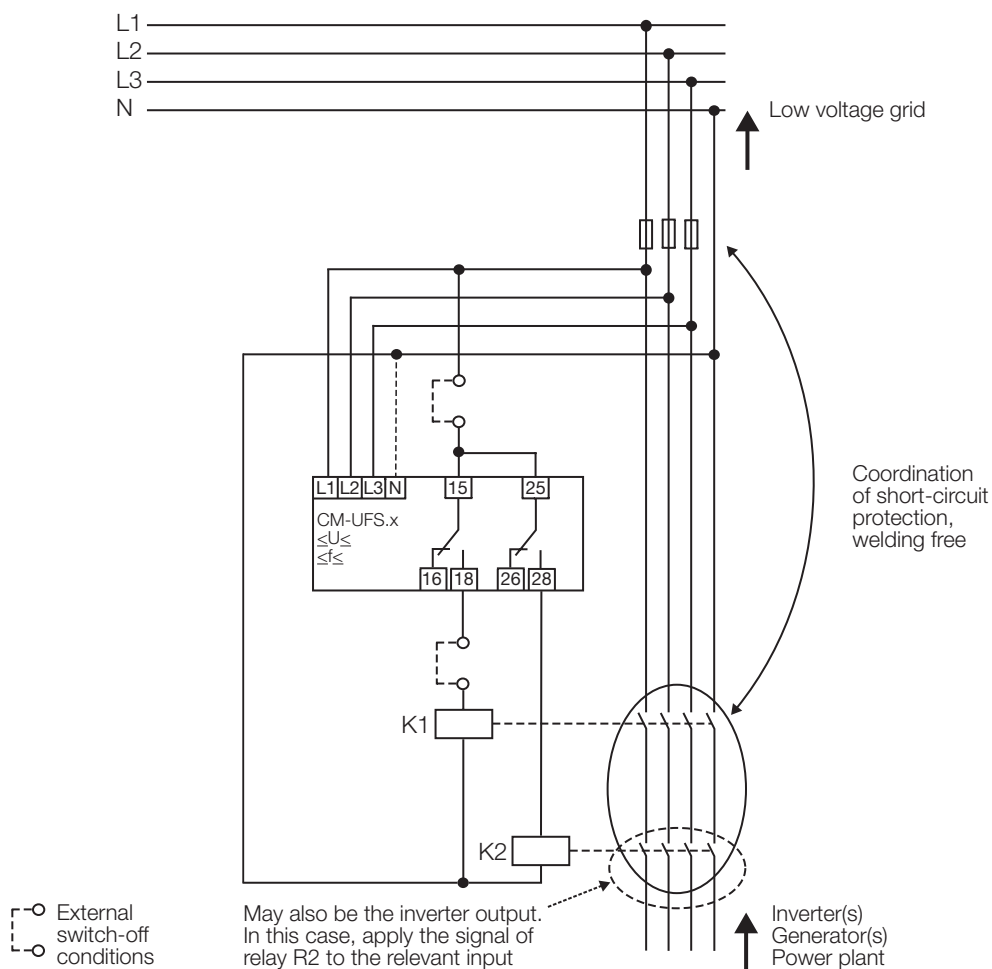 L1
L2
L3
N
Low voltage grid
L1 L2 L3 N 15 25
CM-UFS.x
≤U≤
≤f≤
16 18 26 28
Coordination
of short-circuit
protection,
welding free
K1
K2
External
switch-off
conditions
May also be the inverter output.
In this case, apply the signal of
relay R2 to the relevant input
Inverter(s)
Generator(s)
Power plant